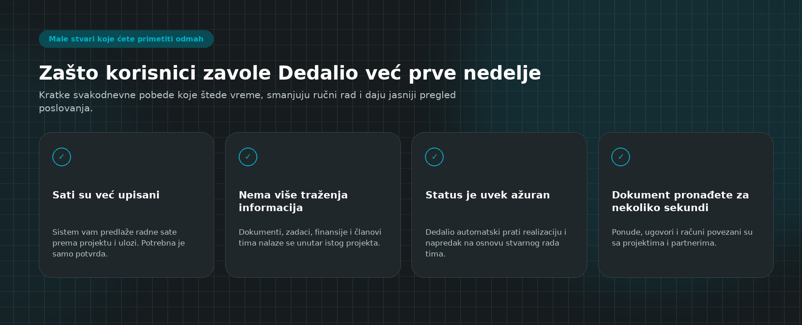 Male stvari koje ćete primetiti odmah
Zašto korisnici zavole Dedalio već prve nedelje
Kratke svakodnevne pobede koje štede vreme, smanjuju ručni rad i daju jasniji pregled
poslovanja.
✓
Sati su već upisani
Sistem vam predlaže radne sate
prema projektu i ulozi. Potrebna je
samo potvrda.
✓
Nema više traženja
informacija
Dokumenti, zadaci, finansije i članovi
tima nalaze se unutar istog projekta.
✓
Status je uvek ažuran
Dedalio automatski prati realizaciju i
napredak na osnovu stvarnog rada
tima.
✓
Dokument pronađete za
nekoliko sekundi
Ponude, ugovori i računi povezani su
sa projektima i partnerima.